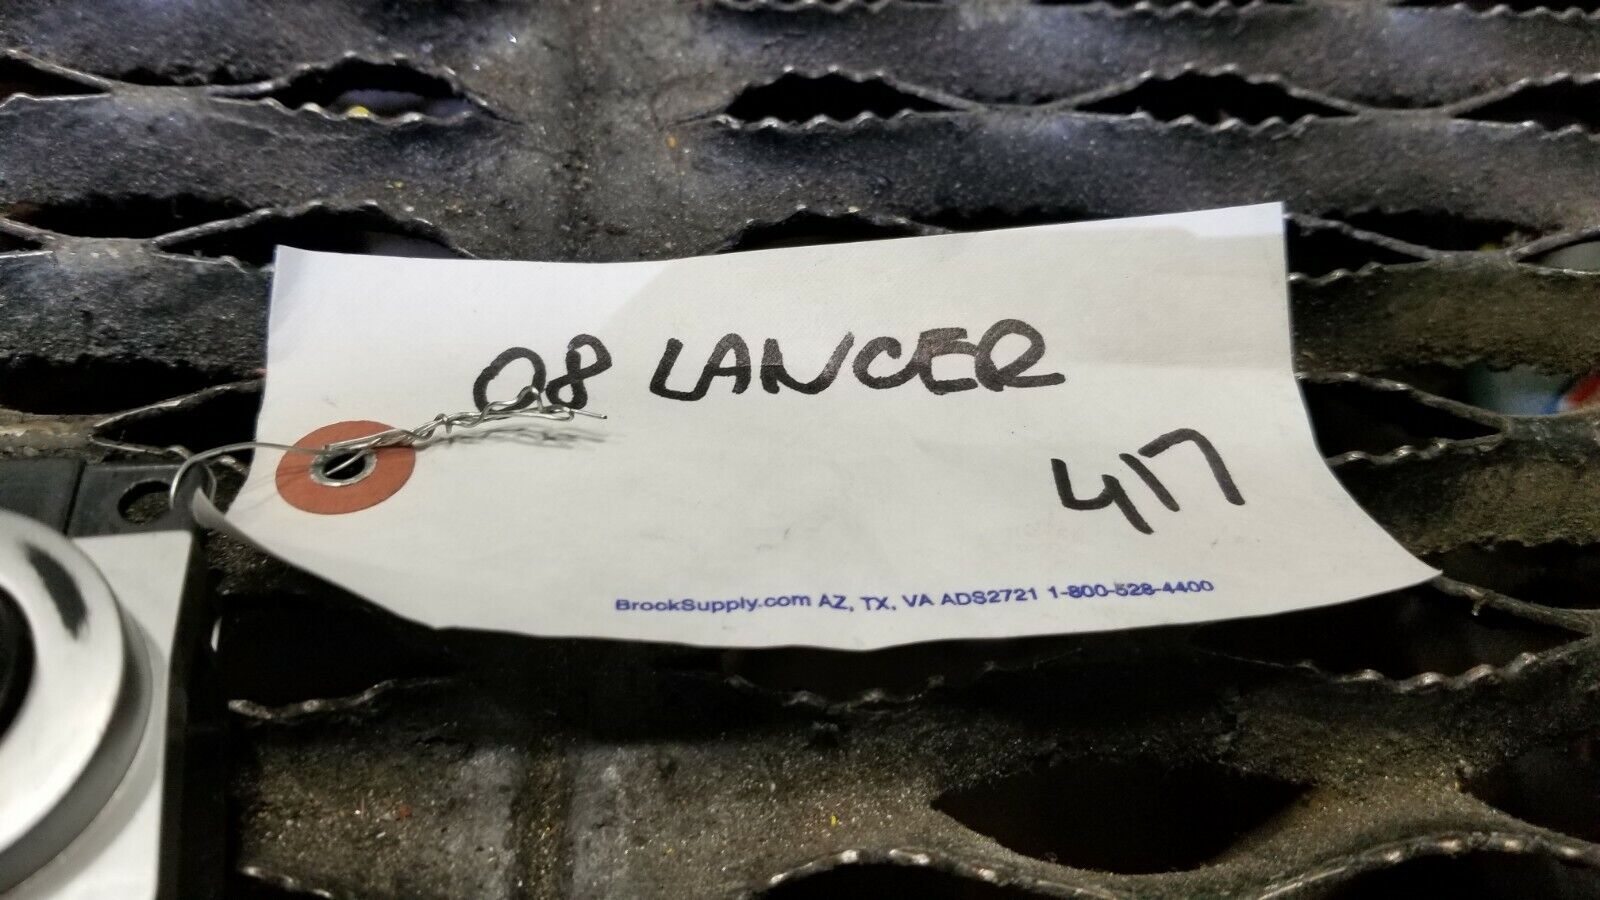 08 LANCER
417
BrookSupply.com AZ, TX, VA ADS2721 1-800-528-4400